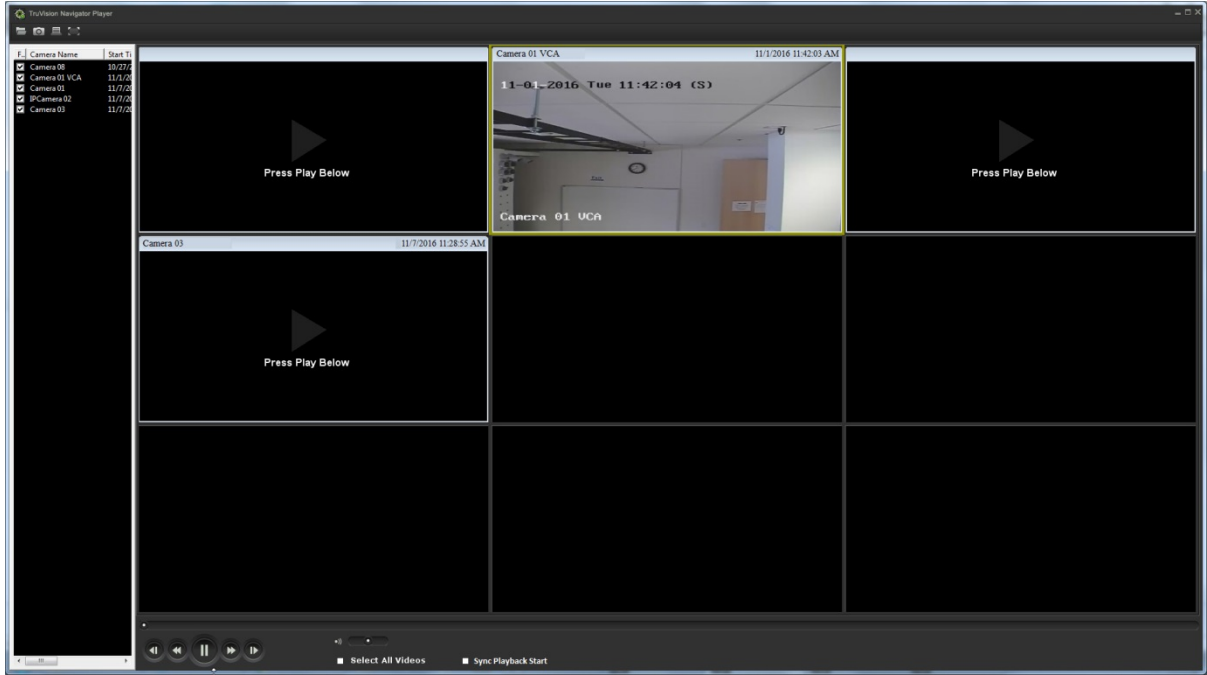 TruVision Navigator Player
F.. Camera Name Start Ti
Camera 08 10/27/2
Camera 01 VCA 11/1/20
Camera 01 11/7/20
IPCamera 02 11/7/20
Camera 03 11/7/20
Press Play Below
Camera 01 VCA 11/1/2016 11:42:03 AM
11-01-2016 Tue 11:42:04 (S)
Camera 01 VCA
Press Play Below
Camera 03 11/7/2016 11:28:55 AM
Press Play Below
Select All Videos Sync Playback Start